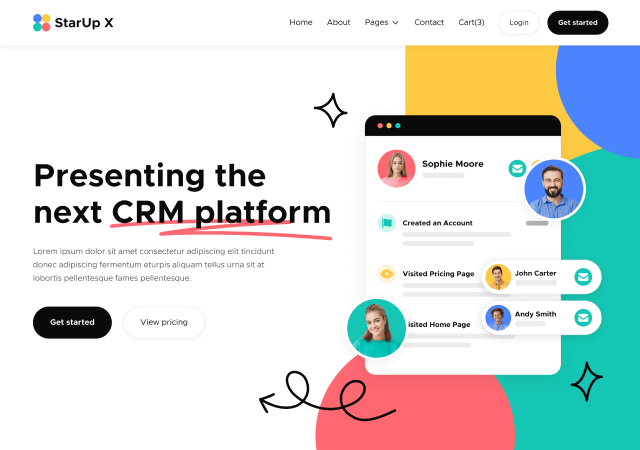 StarUp X
Home
About
Pages
Contact
Cart(3)
Login
Get started
Presenting the
next CRM platform
Lorem ipsum dolor sit amet consectetur adipiscing elit tincidunt
donec adipiscing fermentum eturpis aliquam tellus urna sit at
lobortis pellentesque fames pellentesque.
Get started
View pricing
Sophie Moore
Created an Account
Visited Pricing Page
John Carter
Andy Smith
isited Home Page